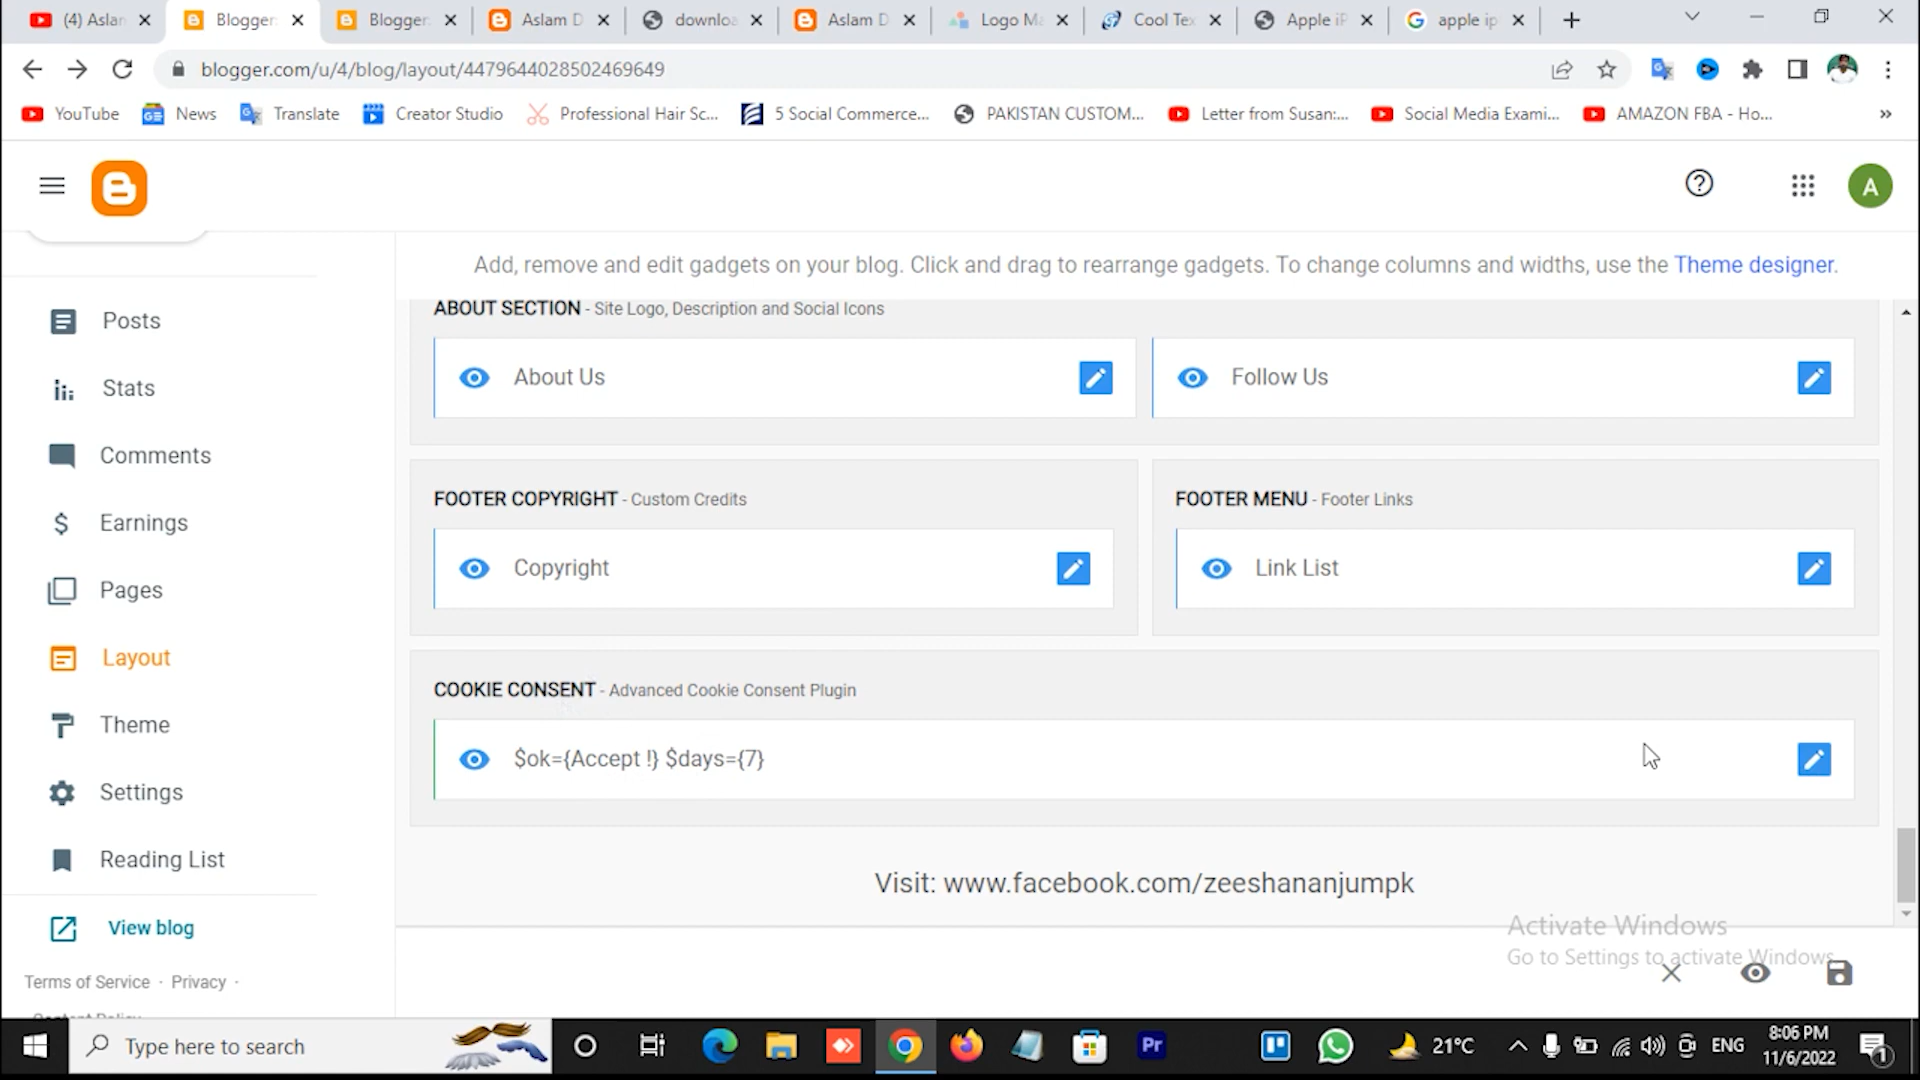 (4) Aslan
Blogger:
Blogger:
Aslam D
downloa
Aslam D
Logo Ma
Cool Tex
Apple iP
apple ip
blogger.com/u/4/blog/layout/4479644028502469649
YouTube
News
Translate
Creator Studio
Professional Hair Sc...
5 Social Commerce...
PAKISTAN CUSTOM...
Letter from Susan:...
Social Media Exami...
AMAZON FBA - Ho...
A
Add, remove and edit gadgets on your blog. Click and drag to rearrange gadgets. To change columns and widths, use the Theme designer.
Posts
Stats
Comments
Earnings
Pages
Layout
Theme
Settings
Reading List
View blog
Terms of Service · Privacy ·
Content Policy
ABOUT SECTION - Site Logo, Description and Social Icons
About Us
Follow Us
FOOTER COPYRIGHT - Custom Credits
Copyright
FOOTER MENU - Footer Links
Link List
COOKIE CONSENT - Advanced Cookie Consent Plugin
$ok={Accept !} $days={7}
Visit: www.facebook.com/zeeshananjumpk
Activate Windows
Go to Settings to activate Windows.
Type here to search
Pr
21°C
ENG
8:06 PM
11/6/2022
1